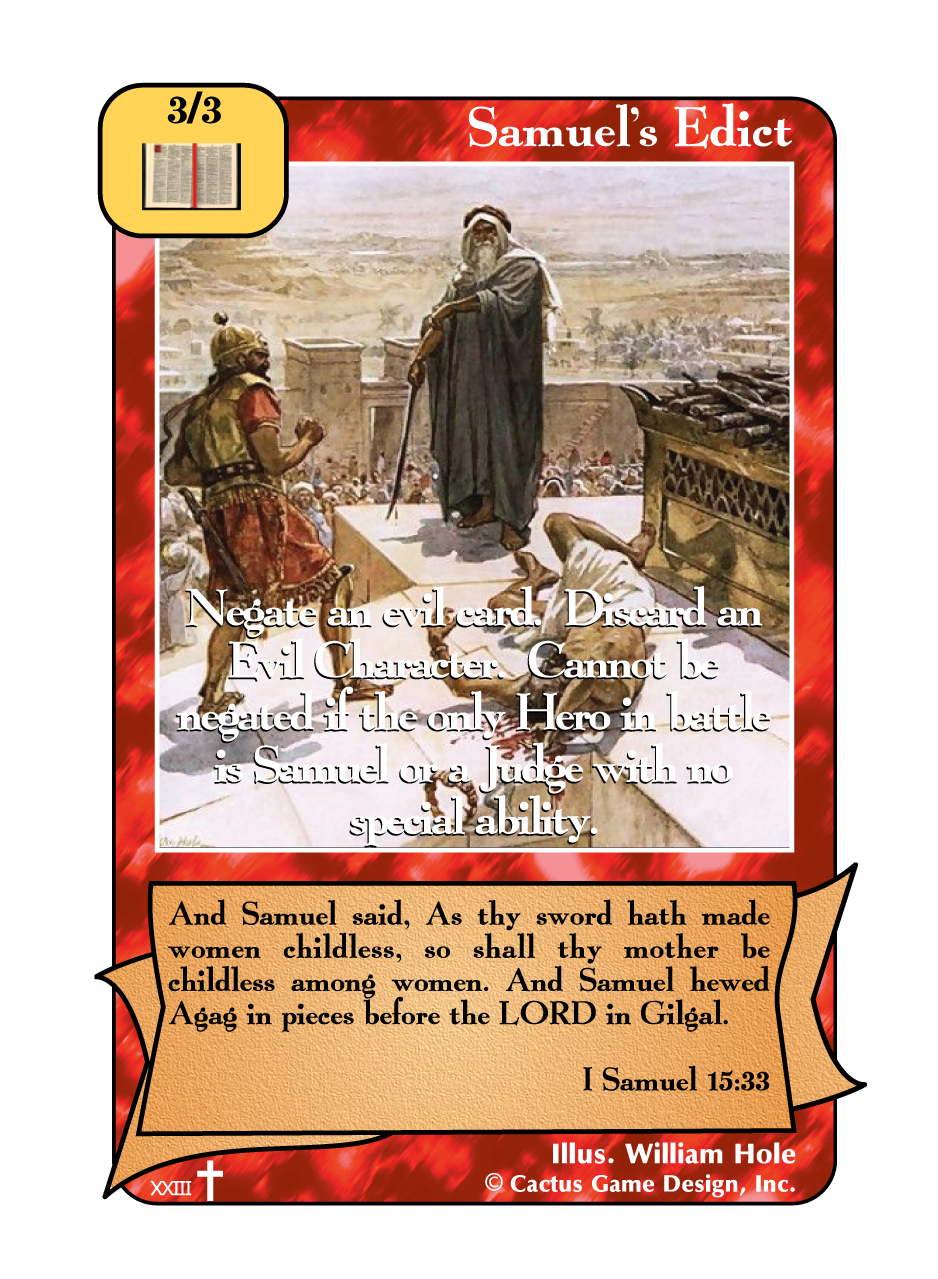 3/3
Samuel's Edict
Negate an evil card. Discard an
Evil Character. Cannot be
negated if the only Hero in battle
is Samuel or a Judge with no
special ability.
And Samuel said, As thy sword hath made
women childless, so shall thy mother be
childless among women. And Samuel hewed
Agag in pieces before the LORD in Gilgal.
I Samuel 15:33
Illus. William Hole
XXIII
© Cactus Game Design, Inc.